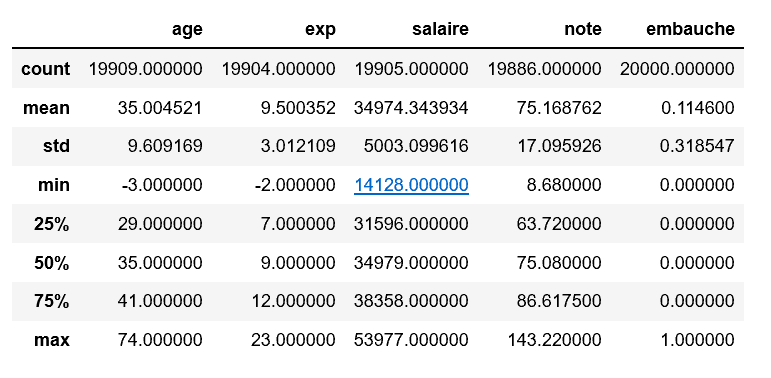 age exp salaire note embauche
count 19909.000000 19904.000000 19905.000000 19886.000000 20000.000000
mean 35.004521 9.500352 34974.343934 75.168762 0.114600
std 9.609169 3.012109 5003.099616 17.095926 0.318547
min -3.000000 -2.000000 14128.000000 8.680000 0.000000
25% 29.000000 7.000000 31596.000000 63.720000 0.000000
50% 35.000000 9.000000 34979.000000 75.080000 0.000000
75% 41.000000 12.000000 38358.000000 86.617500 0.000000
max 74.000000 23.000000 53977.000000 143.220000 1.000000